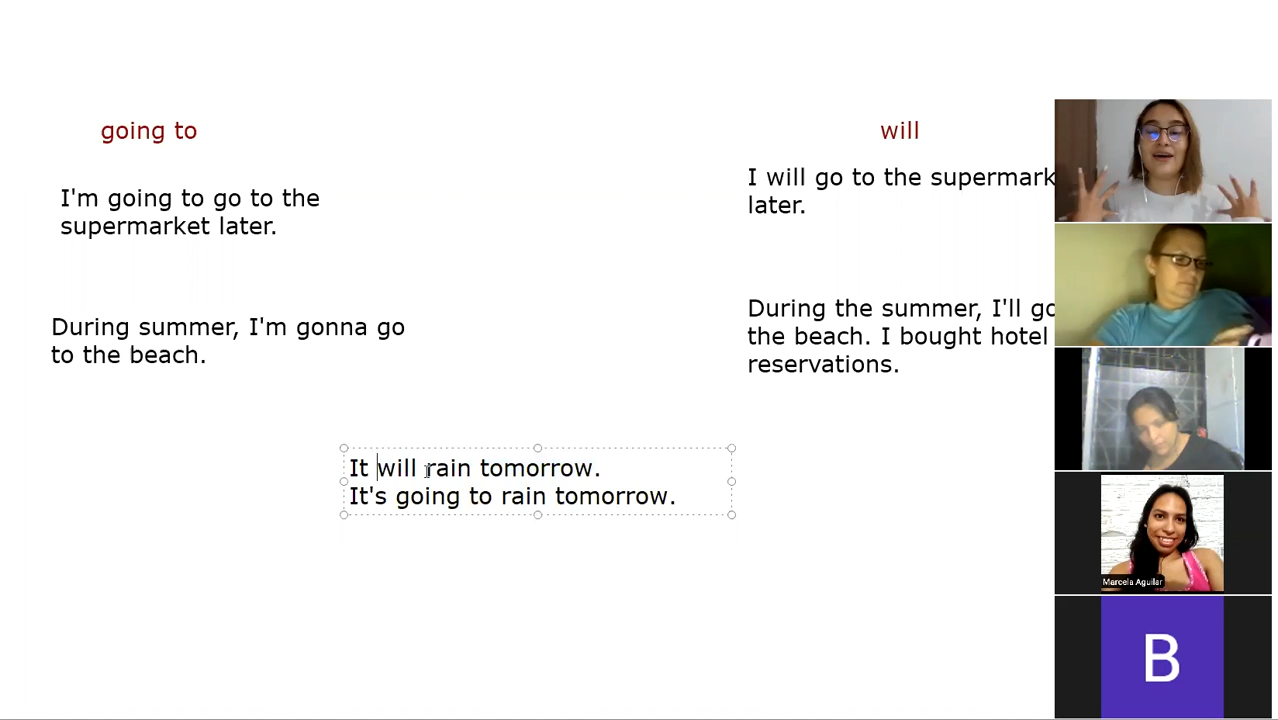 going to
will
I'm going to go to the
supermarket later.
I will go to the supermark
later.
During summer, I'm gonna go
to the beach.
During the summer, I'll go
the beach. I bought hotel
reservations.
It will rain tomorrow.
It's going to rain tomorrow.
Marcela Aguilar
B